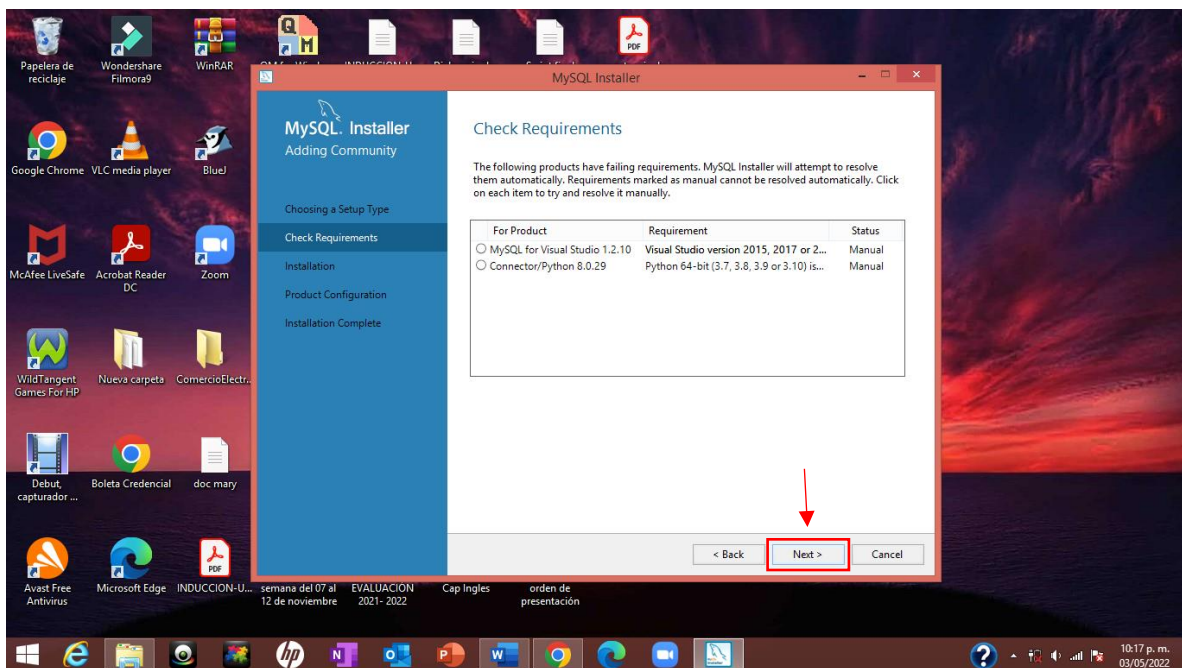 Papelera de
reciclaje
Wondershare
Filmora9
WinRAR
PDF
MySQL Installer
MySQL. Installer
Adding Community
Choosing a Setup Type
Check Requirements
Installation
Product Configuration
Installation Complete
Check Requirements
The following products have failing requirements. MySQL Installer will attempt to resolve
them automatically. Requirements marked as manual cannot be resolved automatically. Click
on each item to try and resolve it manually.
For Product Requirement Status
MySQL for Visual Studio 1.2.10 Visual Studio version 2015, 2017 or 2... Manual
Connector/Python 8.0.29 Python 64-bit (3.7, 3.8, 3.9 or 3.10) is... Manual
< Back Next > Cancel
Google Chrome VLC media player BlueJ
McAfee LiveSafe Acrobat Reader
DC
Zoom
WildTangent
Games For HP
Nueva carpeta ComercioElectr...
Debut,
capturador ...
Boleta Credencial doc mary
PDF
Avast Free
Antivirus
Microsoft Edge INDUCCION-U...
semana del 07 al
12 de noviembre
EVALUACION
2021- 2022
Cap Ingles
orden de
presentación
10:17 p. m.
03/05/2022